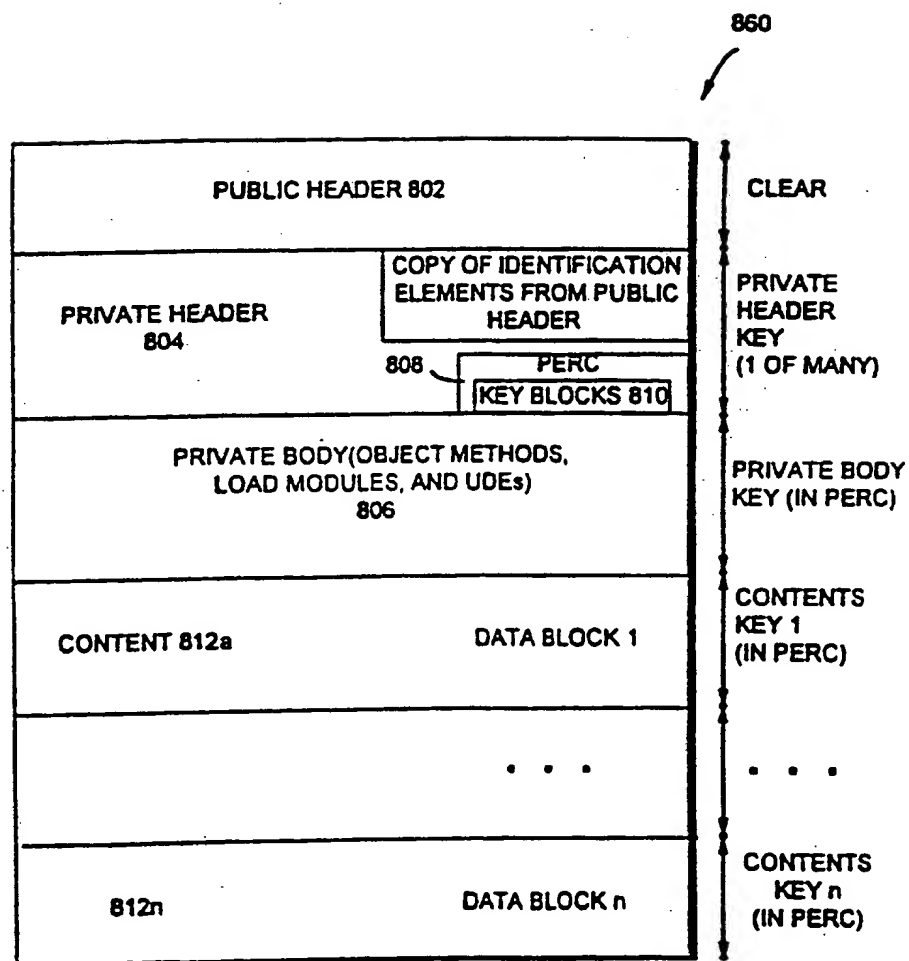 860
PUBLIC HEADER 802
CLEAR
COPY OF IDENTIFICATION
ELEMENTS FROM PUBLIC
HEADER
PRIVATE HEADER
804
PRIVATE
HEADER
KEY
(1 OF MANY)
808
PERC
KEY BLOCKS 810
PRIVATE BODY(OBJECT METHODS,
LOAD MODULES, AND UDEs)
806
PRIVATE BODY
KEY (IN PERC)
CONTENT 812a
DATA BLOCK 1
CONTENTS
KEY 1
(IN PERC)
. . .
. . .
812n
DATA BLOCK n
CONTENTS
KEY n
(IN PERC)